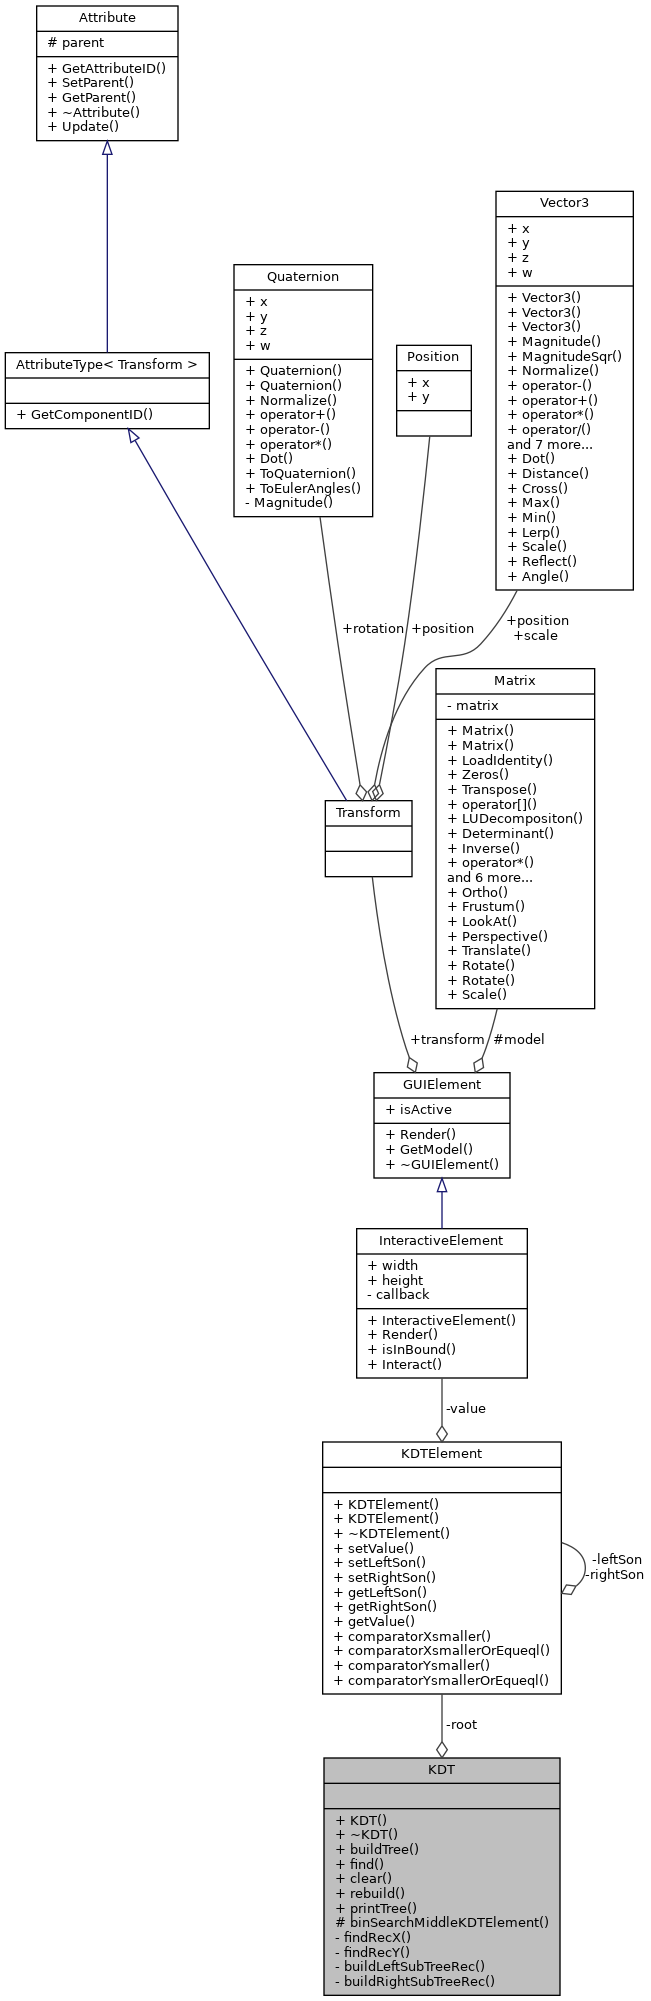 Attribute
# parent
+ GetAttributeID()
+ SetParent()
+ GetParent()
+ ~Attribute()
+ Update()
Vector3
+ x
+ y
+ z
+ w
+ Vector3()
+ Vector3()
+ Vector3()
+ Magnitude()
+ MagnitudeSqr()
+ Normalize()
+ operator-()
+ operator+()
+ operator*()
+ operator/()
and 7 more...
+ Dot()
+ Distance()
+ Cross()
+ Max()
+ Min()
+ Lerp()
+ Scale()
+ Reflect()
+ Angle()
Quaternion
+ x
+ y
+ z
+ w
+ Quaternion()
+ Quaternion()
+ Normalize()
+ operator+()
+ operator-()
+ operator*()
+ Dot()
+ ToQuaternion()
+ ToEulerAngles()
- Magnitude()
Position
+ x
+ y
AttributeType< Transform >
+ GetComponentID()
+rotation
+position
+position
+scale
Matrix
- matrix
+ Matrix()
+ Matrix()
+ LoadIdentity()
+ Zeros()
+ Transpose()
+ operator[]()
+ LUDecompositon()
+ Determinant()
+ Inverse()
+ operator*()
and 6 more...
+ Ortho()
+ Frustum()
+ LookAt()
+ Perspective()
+ Translate()
+ Rotate()
+ Rotate()
+ Scale()
Transform
+transform
#model
GUIElement
+ isActive
+ Render()
+ GetModel()
+ ~GUIElement()
InteractiveElement
+ width
+ height
- callback
+ InteractiveElement()
+ Render()
+ isInBound()
+ Interact()
-value
KDTElement
+ KDTElement()
+ KDTElement()
+ ~KDTElement()
+ setValue()
+ setLeftSon()
+ setRightSon()
+ getLeftSon()
+ getRightSon()
+ getValue()
+ comparatorXsmaller()
+ comparatorXsmallerOrEqueql()
+ comparatorYsmaller()
+ comparatorYsmallerOrEqueql()
-leftSon
-rightSon
-root
KDT
+ KDT()
+ ~KDT()
+ buildTree()
+ find()
+ clear()
+ rebuild()
+ printTree()
# binSearchMiddleKDTElement()
- findRecX()
- findRecY()
- buildLeftSubTreeRec()
- buildRightSubTreeRec()